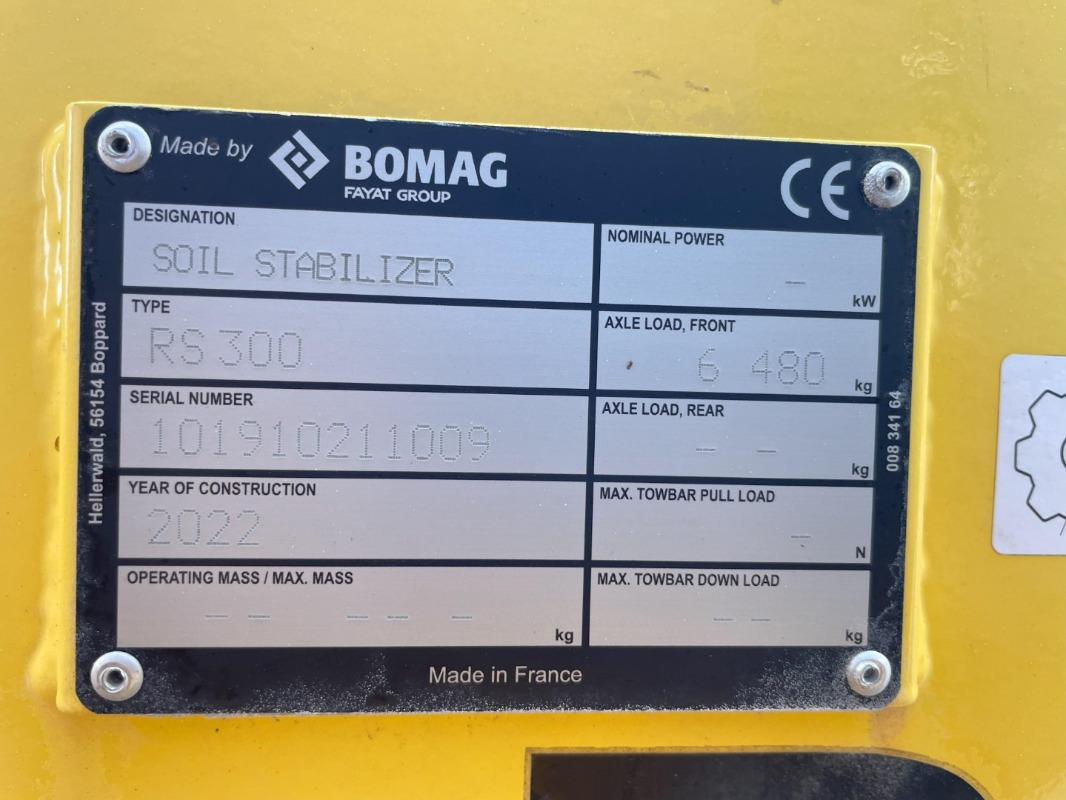 Made by BOMAG
FAYAT GROUP
CE
DESIGNATION
SOIL STABILIZER
TYPE
RS 300
SERIAL NUMBER
101910211009
YEAR OF CONSTRUCTION
2022
OPERATING MASS / MAX. MASS
-- -- -- -- -- kg
NOMINAL POWER
-- kW
AXLE LOAD, FRONT
6 480 kg
AXLE LOAD, REAR
-- -- kg
MAX. TOWBAR PULL LOAD
-- N
MAX. TOWBAR DOWN LOAD
-- -- kg
Made in France
Hellerwald, 56154 Boppard
008 341 64